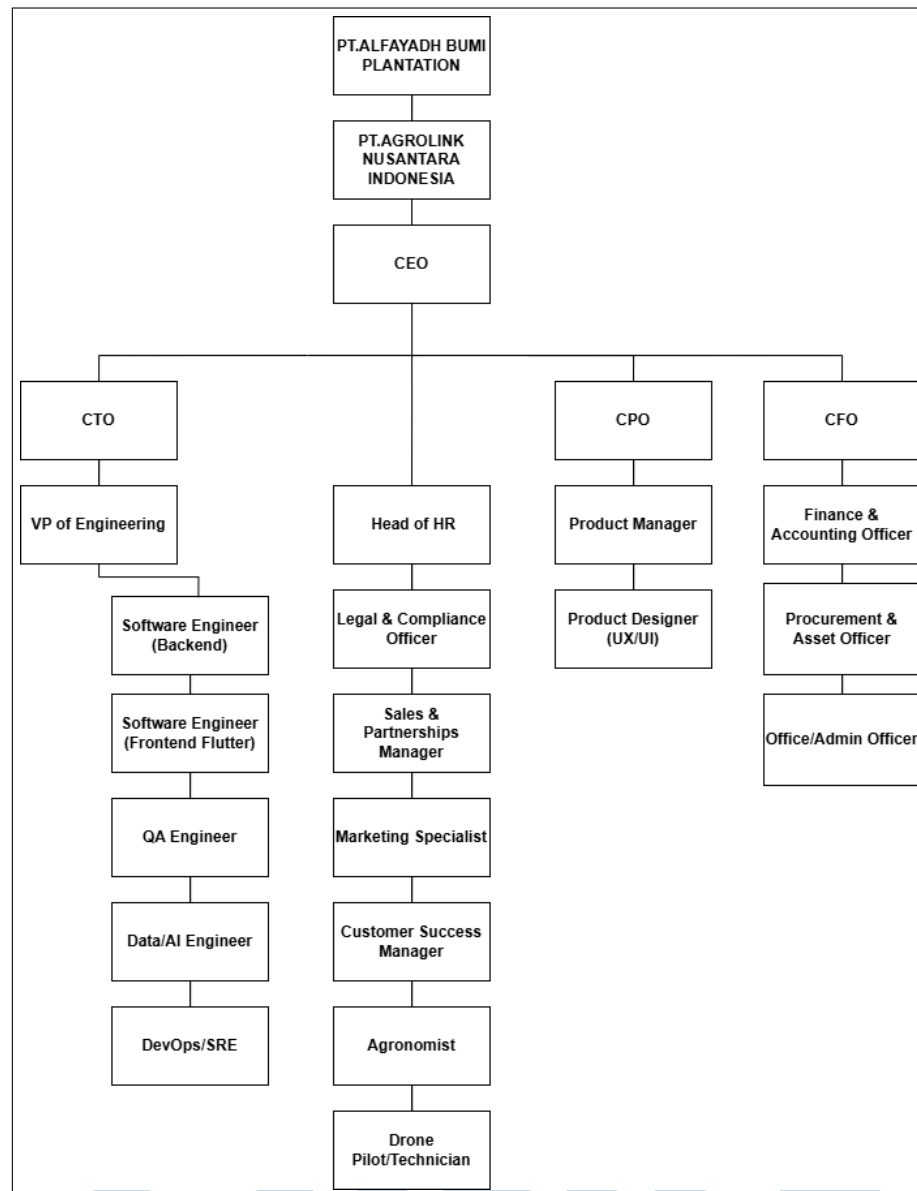 PT.ALFAYADH BUMI
PLANTATION
PT.AGROLINK
NUSANTARA
INDONESIA
CEO
CTO
CPO
CFO
VP of Engineering
Head of HR
Product Manager
Finance &
Accounting Officer
Software Engineer
(Backend)
Legal & Compliance
Officer
Product Designer
(UX/UI)
Procurement &
Asset Officer
Software Engineer
(Frontend Flutter)
Sales &
Partnerships
Manager
Office/Admin Officer
QA Engineer
Marketing Specialist
Data/AI Engineer
Customer Success
Manager
DevOps/SRE
Agronomist
Drone
Pilot/Technician